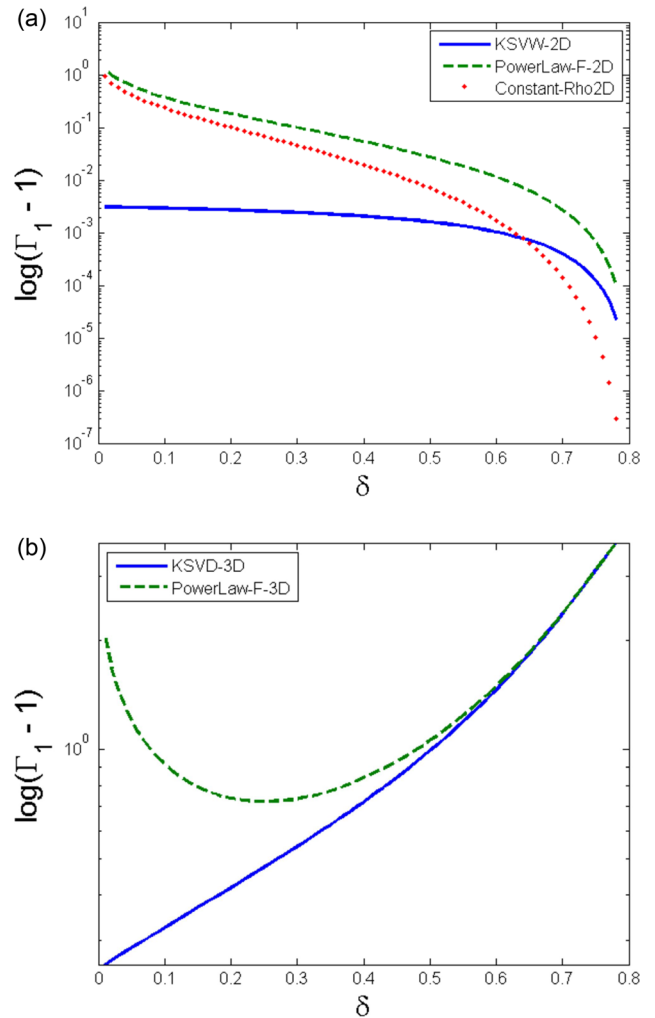 (a)
10^1
10^0
10^-1
10^-2
10^-3
10^-4
10^-5
10^-6
10^-7
log(Γ_1 - 1)
KSVW-2D
PowerLaw-F-2D
Constant-Rho2D
0 0.1 0.2 0.3 0.4 0.5 0.6 0.7 0.8
δ
(b)
10^0
log(Γ_1 - 1)
KSVD-3D
PowerLaw-F-3D
0 0.1 0.2 0.3 0.4 0.5 0.6 0.7 0.8
δ